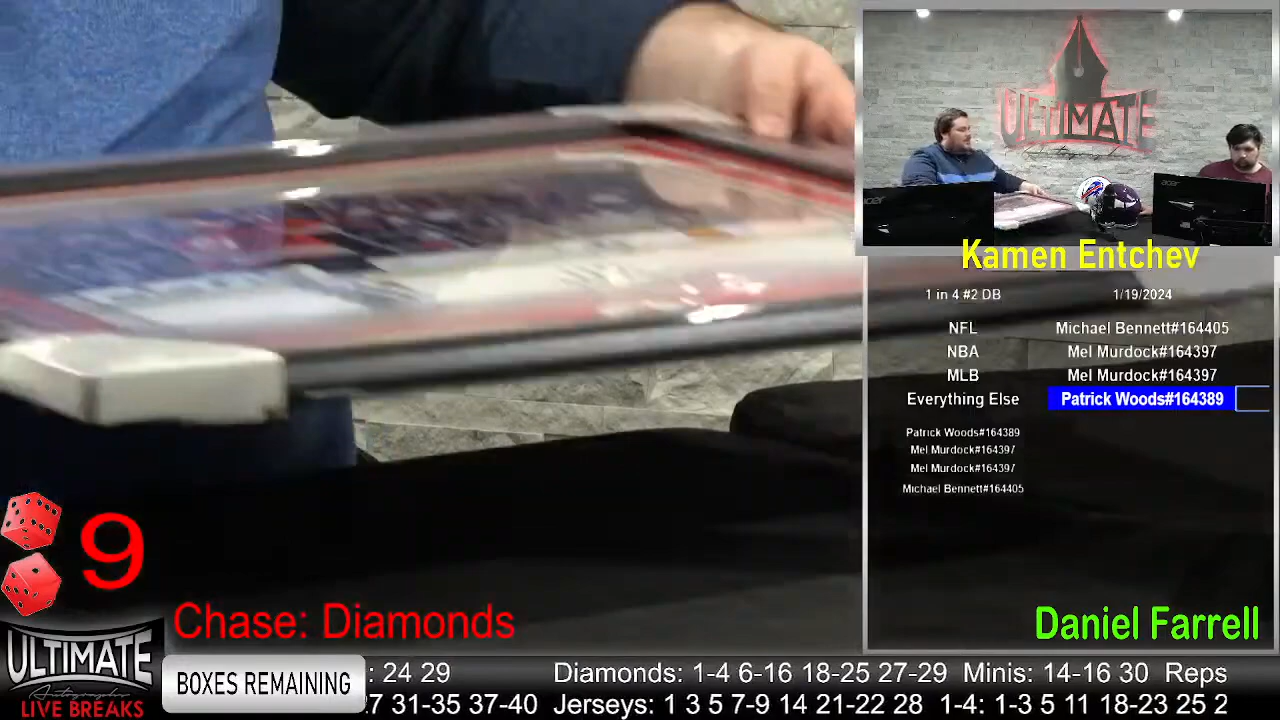 ULTIMATE
acer
acer
Kamen Entchev
1 in 4 #2 DB 1/19/2024
NFL Michael Bennett#164405
NBA Mel Murdock#164397
MLB Mel Murdock#164397
Everything Else Patrick Woods#164389
Patrick Woods#164389
Mel Murdock#164397
Mel Murdock#164397
Michael Bennett#164405
9
Chase: Diamonds
Daniel Farrell
ULTIMATE
Autographs
LIVE BREAKS
BOXES REMAINING
: 24 29 Diamonds: 1-4 6-16 18-25 27-29 Minis: 14-16 30 Reps
7 31-35 37-40 Jerseys: 1 3 5 7-9 14 21-22 28 1-4: 1-3 5 11 18-23 25 2